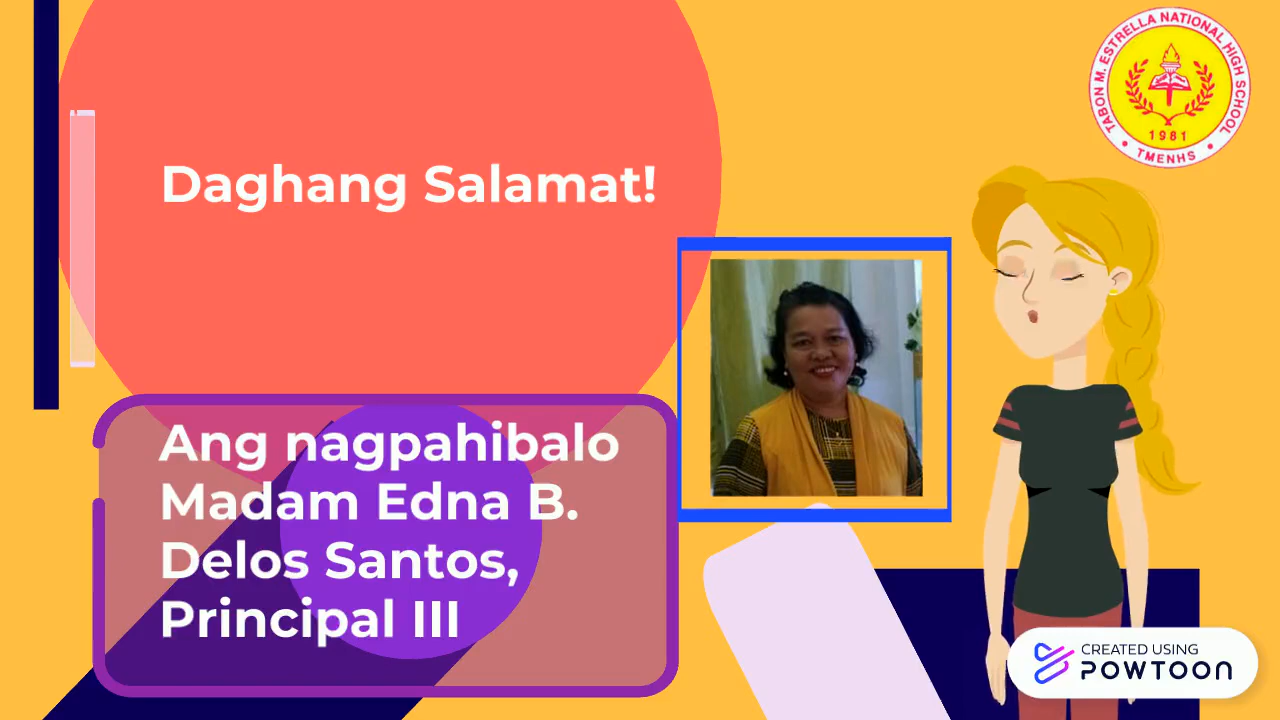 Daghang Salamat!
Ang nagpahibalo
Madam Edna B.
Delos Santos,
Principal III
TABON M. ESTRELLA NATIONAL HIGH SCHOOL
1981
• TMENHS •
CREATED USING
POWTOON